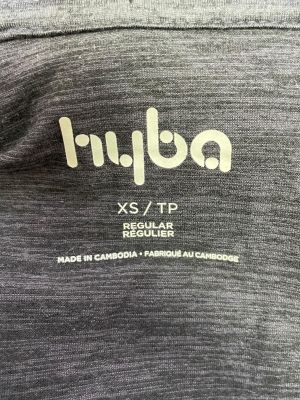 hyba
XS / TP
REGULAR
RÉGULIER
MADE IN CAMBODIA • FABRIQUÉ AU CAMBODGE